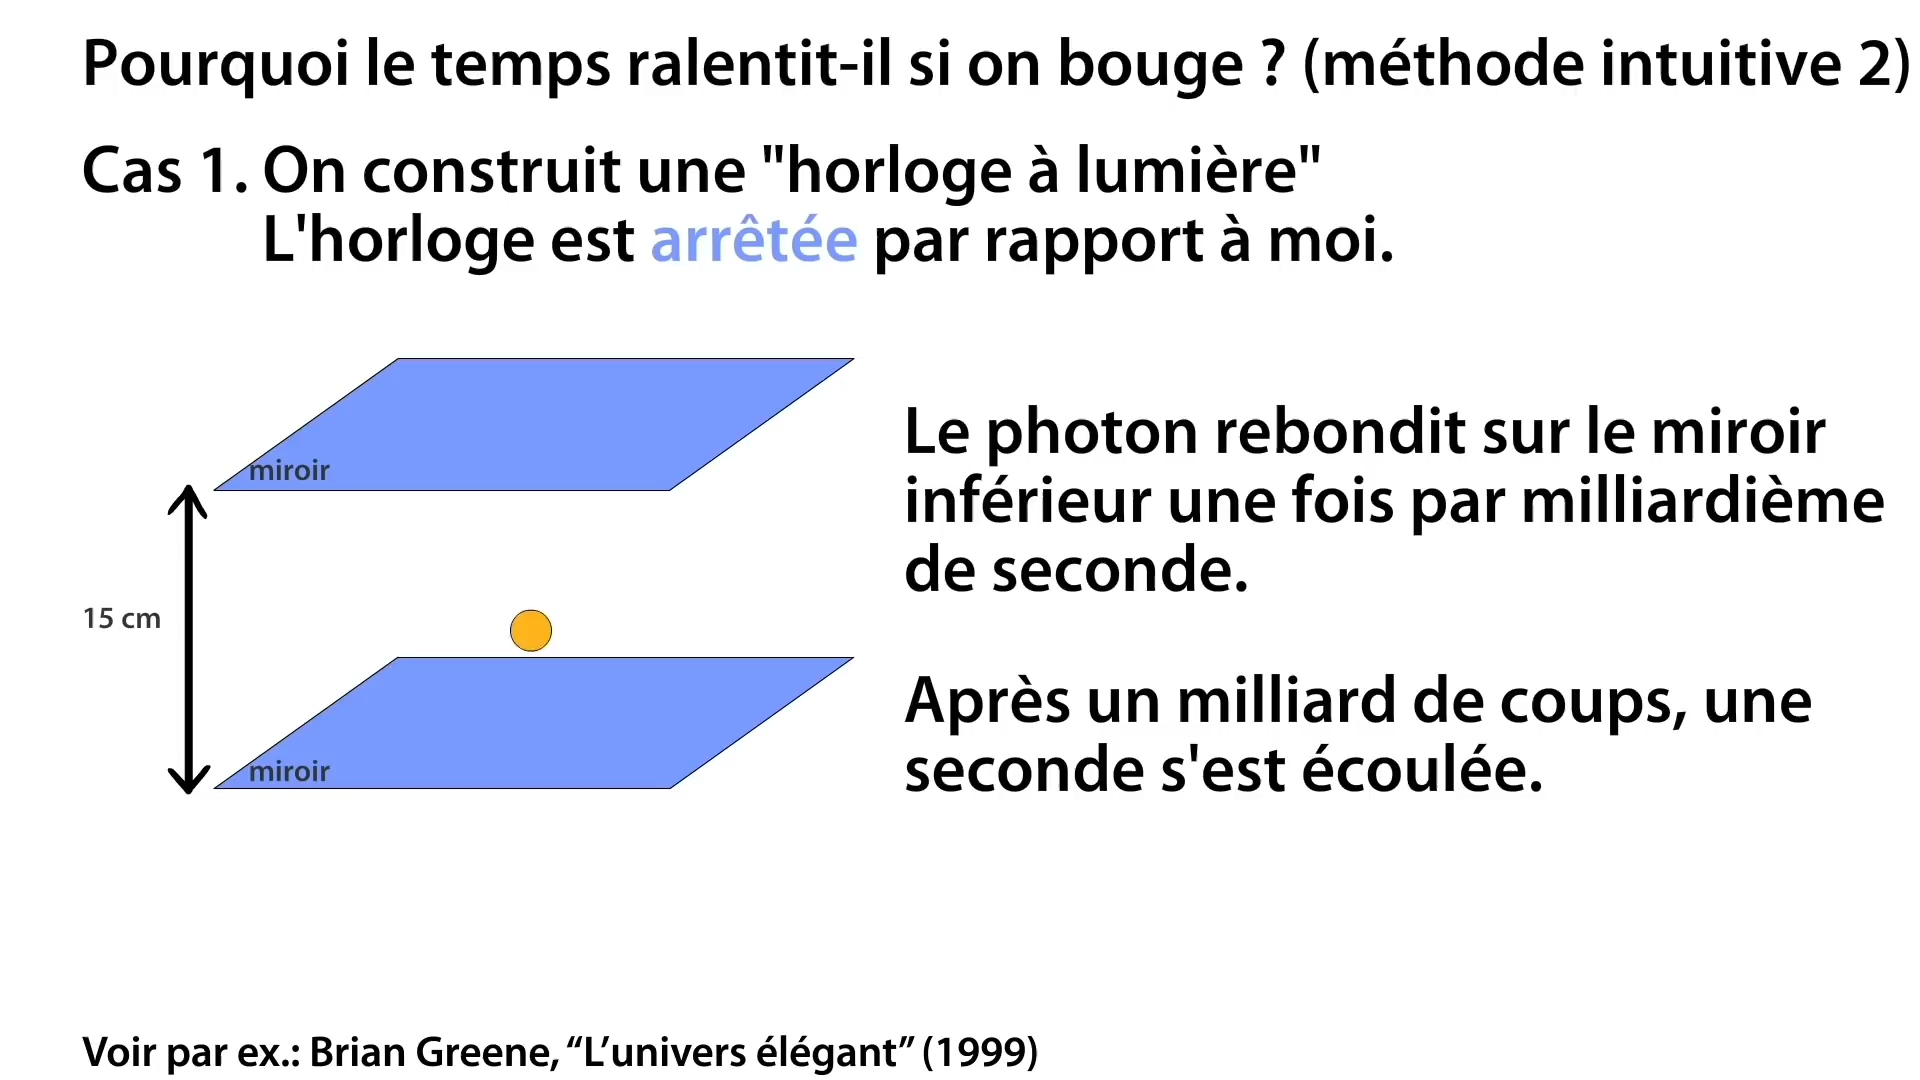 Pourquoi le temps ralentit-il si on bouge ? (méthode intuitive 2)
Cas 1. On construit une "horloge à lumière"
L'horloge est arrêtée par rapport à moi.
miroir
15 cm
miroir
Le photon rebondit sur le miroir
inférieur une fois par milliardième
de seconde.
Après un milliard de coups, une
seconde s'est écoulée.
Voir par ex.: Brian Greene, “L’univers élégant” (1999)